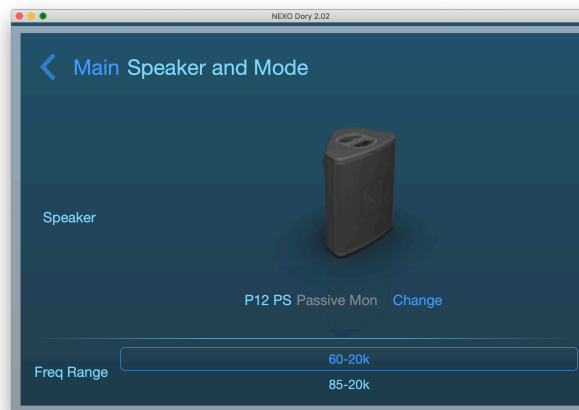 NEXO Dory 2.02
Main Speaker and Mode
Speaker
P12 PS Passive Mon Change
Freq Range
60-20k
85-20k